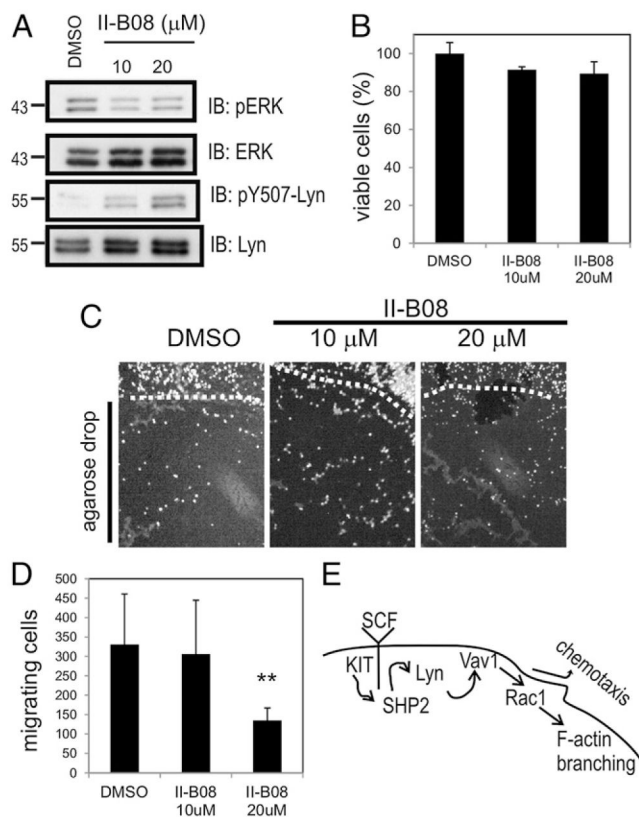 A
DMSO
II-B08 (μM)
10 20
43
IB: pERK
43
IB: ERK
55
IB: pY507-Lyn
55
IB: Lyn
B
viable cells (%)
120
100
80
60
40
20
0
DMSO
II-B08
10uM
II-B08
20uM
C
II-B08
DMSO
10 μM
20 μM
agarose drop
D
migrating cells
500
450
400
350
300
250
200
150
100
50
0
**
DMSO
II-B08
10uM
II-B08
20uM
E
SCF
KIT
SHP2
Lyn
Vav1
Rac1
chemotaxis
F-actin
branching